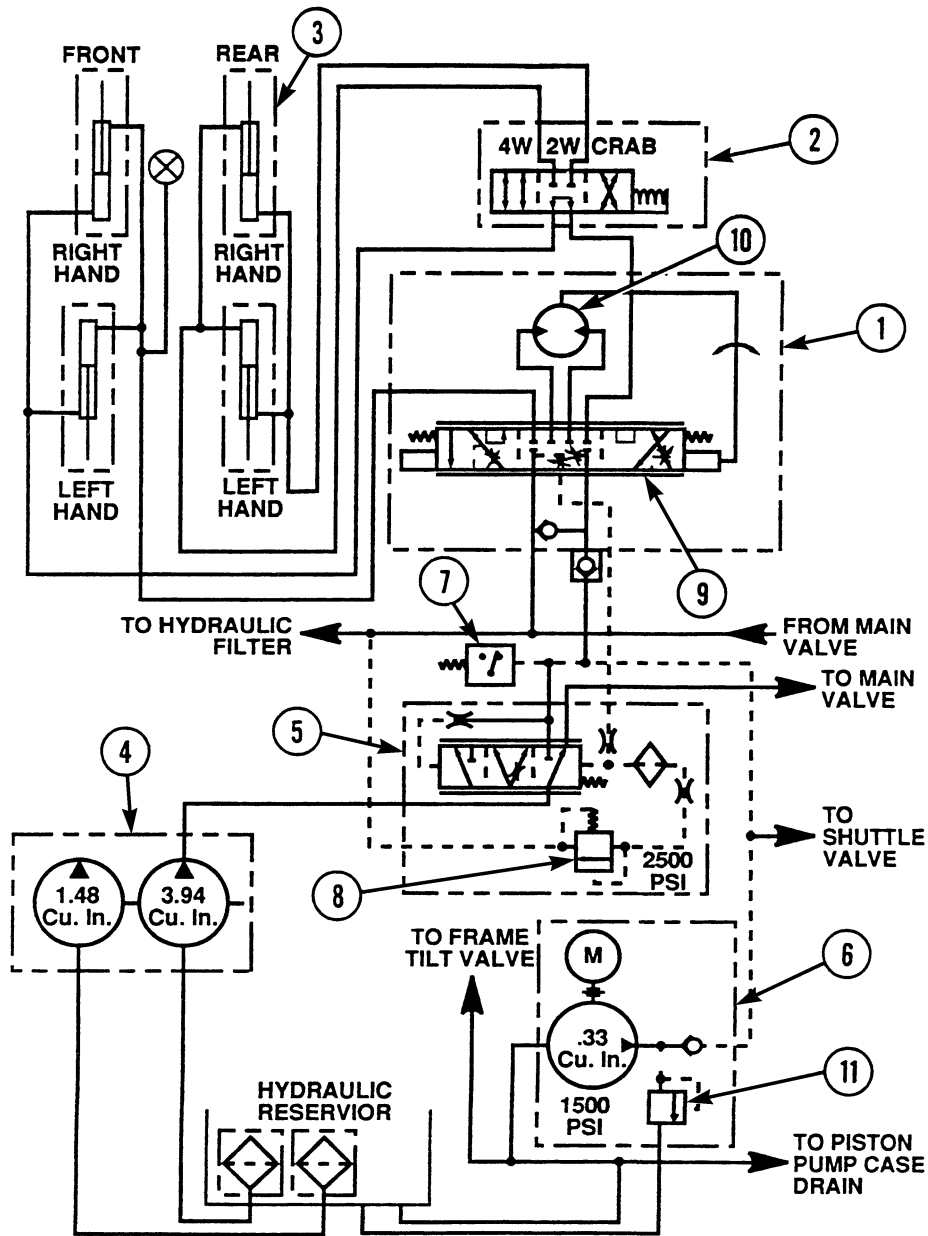 3
FRONT
REAR
4W 2W CRAB
2
10
RIGHT
HAND
RIGHT
HAND
1
LEFT
HAND
LEFT
HAND
7
9
TO HYDRAULIC
FILTER
FROM MAIN
VALVE
TO MAIN
VALVE
5
4
TO
SHUTTLE
VALVE
8
2500
PSI
1.48
Cu. In.
3.94
Cu. In.
TO FRAME
TILT VALVE
M
6
.33
Cu. In.
11
1500
PSI
HYDRAULIC
RESERVIOR
TO PISTON
PUMP CASE
DRAIN